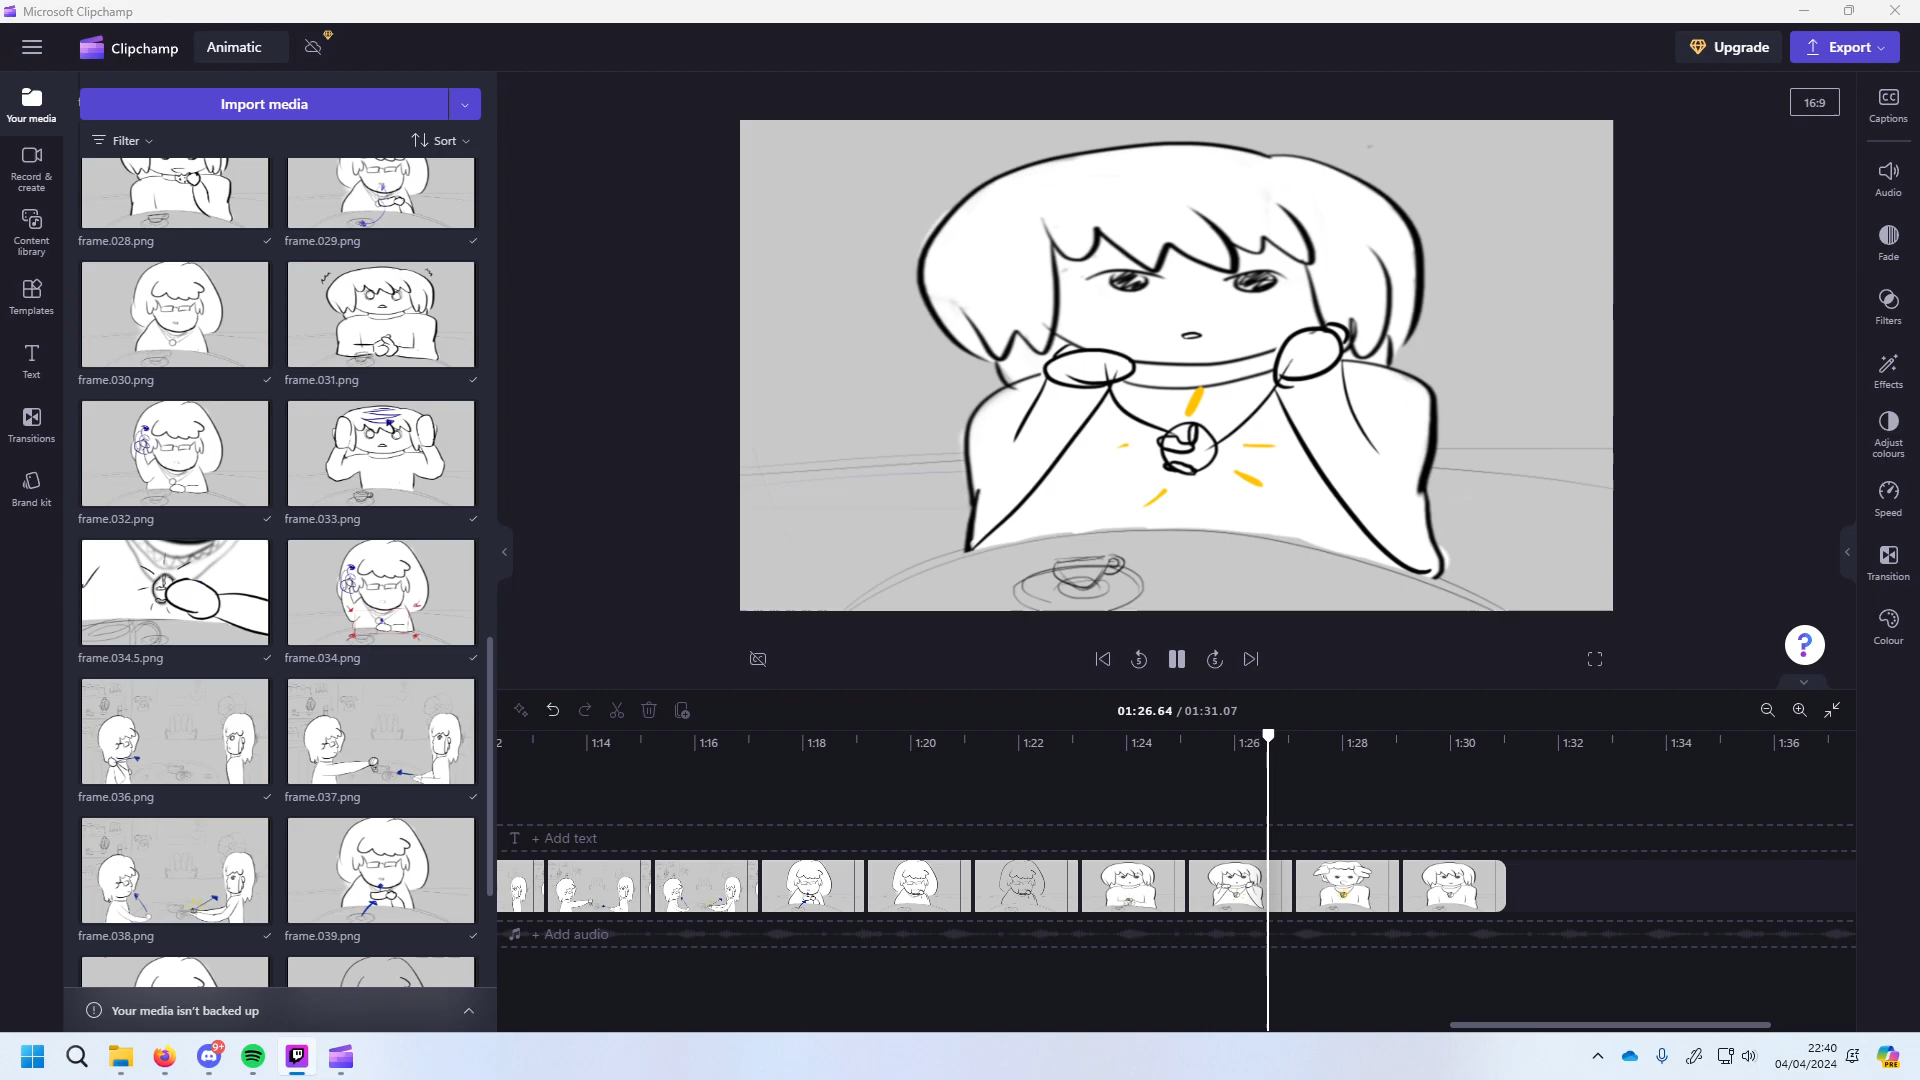 Microsoft Clipchamp
Clipchamp
Animatic
Upgrade
Export
Your media
Record &
create
Content
library
Templates
Text
Transitions
Brand kit
Import media
Filter
Sort
frame.028.png
frame.029.png
frame.030.png
frame.031.png
frame.032.png
frame.033.png
frame.034.5.png
frame.034.png
frame.036.png
frame.037.png
frame.038.png
frame.039.png
Your media isn't backed up
16:9
5
5
?
01:26.64 / 01:31.07
2
1:14
1:16
1:18
1:20
1:22
1:24
1:26
1:28
1:30
1:32
1:34
1:36
T + Add text
+ Add audio
CC
Captions
Audio
Fade
Filters
Effects
Adjust
colours
Speed
Transition
Colour
9+
22:40
04/04/2024
PRE